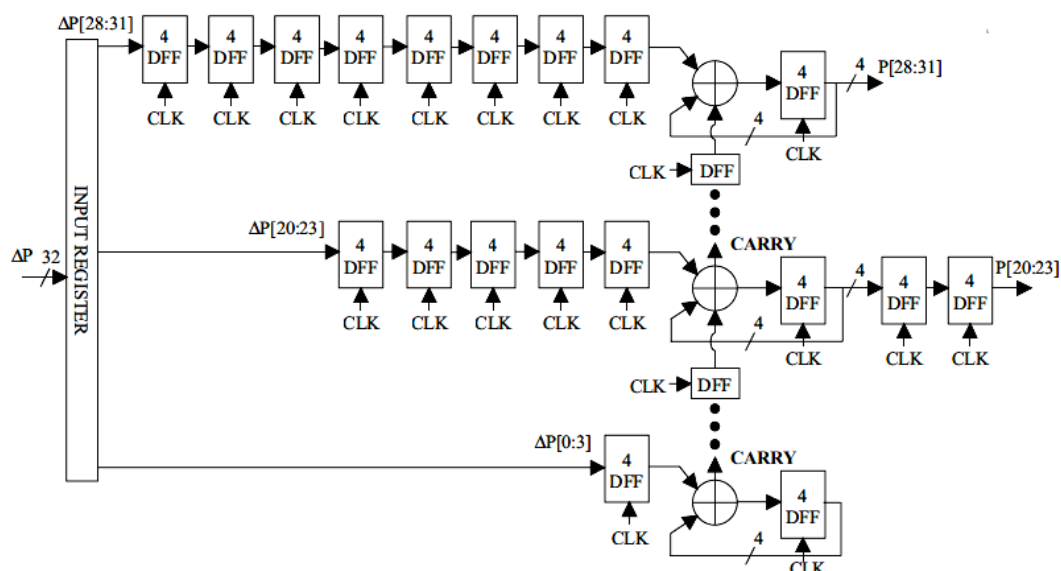 ΔP[28:31]
4 DFF 4 DFF 4 DFF 4 DFF 4 DFF 4 DFF 4 DFF 4 DFF
4 DFF
4
P[28:31]
CLK CLK CLK CLK CLK CLK CLK CLK
4
CLK
CLK
DFF
INPUT REGISTER
ΔP 32
ΔP[20:23]
4 DFF 4 DFF 4 DFF 4 DFF 4 DFF
CARRY
4 DFF
4
4 DFF 4 DFF
P[20:23]
CLK CLK CLK CLK CLK
4
CLK CLK CLK
CLK
DFF
ΔP[0:3]
4 DFF
CARRY
4 DFF
CLK
4
CLK